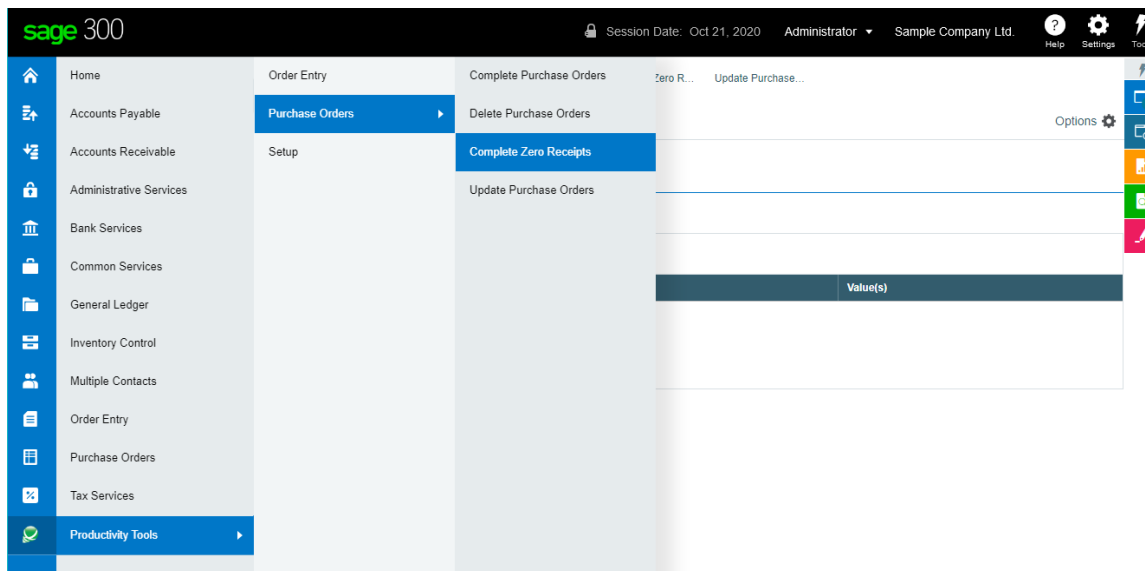 sage 300
Session Date: Oct 21, 2020 Administrator Sample Company Ltd. Help Settings
Home
Accounts Payable
Accounts Receivable
Administrative Services
Bank Services
Common Services
General Ledger
Inventory Control
Multiple Contacts
Order Entry
Purchase Orders
Tax Services
Productivity Tools
Order Entry
Purchase Orders
Setup
Complete Purchase Orders
Delete Purchase Orders
Complete Zero Receipts
Update Purchase Orders
Zero R... Update Purchase...
Options
Value(s)